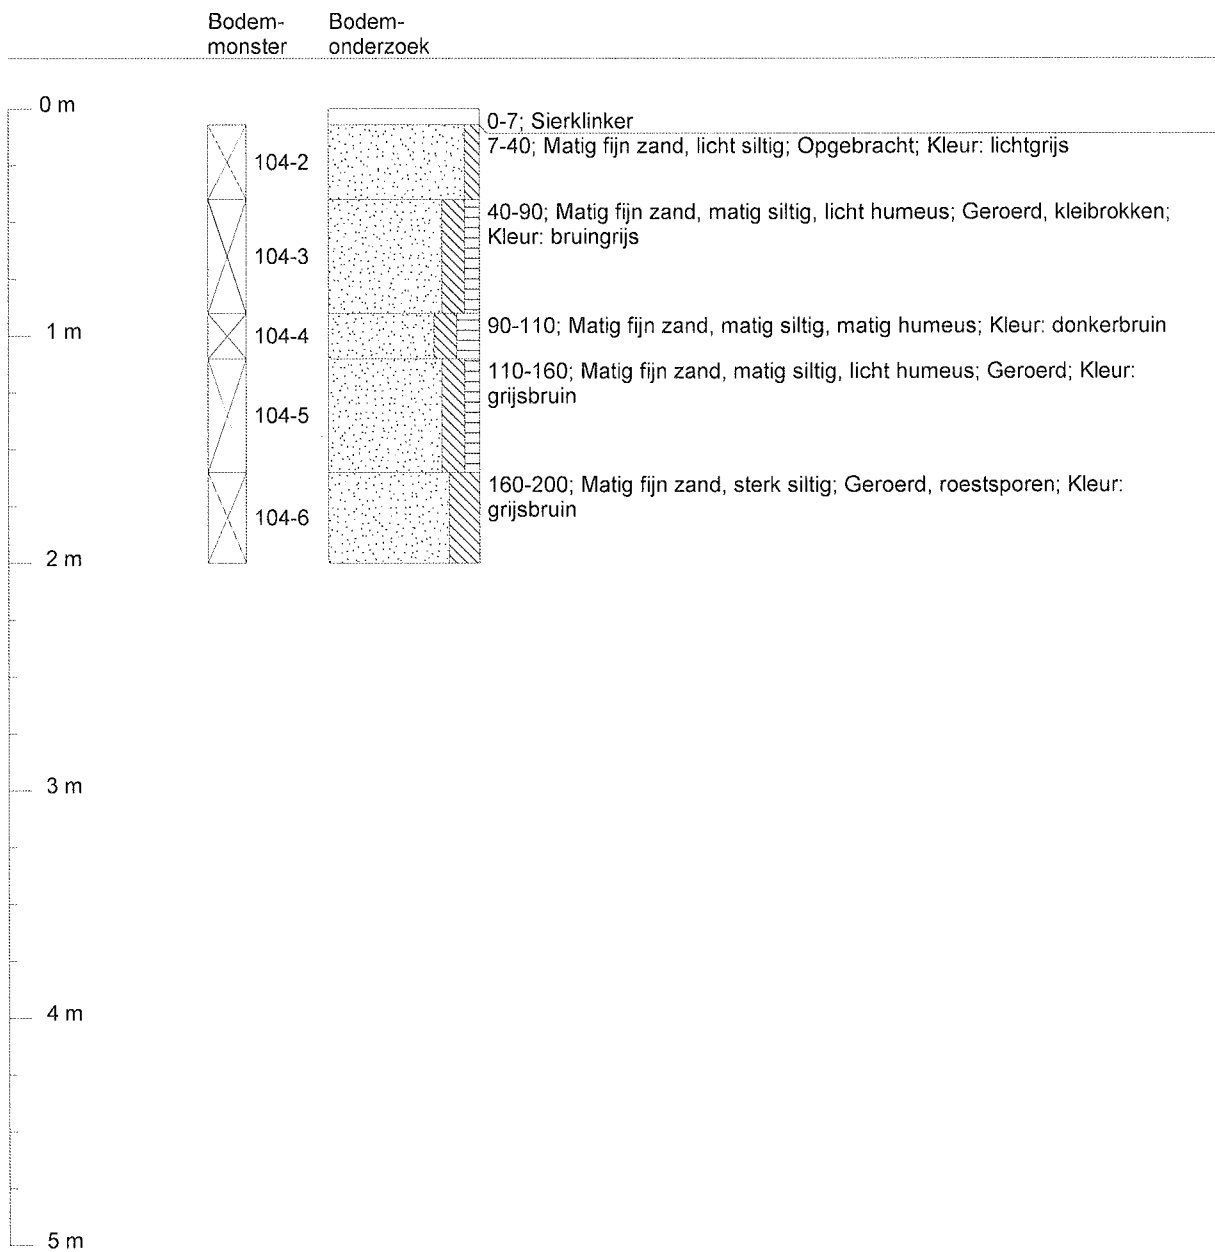 Bodem-
monster
Bodem-
onderzoek
0 m
0-7; Sierklinker
7-40; Matig fijn zand, licht siltig; Opgebracht; Kleur: lichtgrijs
104-2
40-90; Matig fijn zand, matig siltig, licht humeus; Geroerd, kleibrokken;
Kleur: bruingrijs
104-3
1 m
104-4
90-110; Matig fijn zand, matig siltig, matig humeus; Kleur: donkerbruin
110-160; Matig fijn zand, matig siltig, licht humeus; Geroerd; Kleur:
grijsbruin
104-5
160-200; Matig fijn zand, sterk siltig; Geroerd, roestsporen; Kleur:
grijsbruin
104-6
2 m
3 m
4 m
5 m